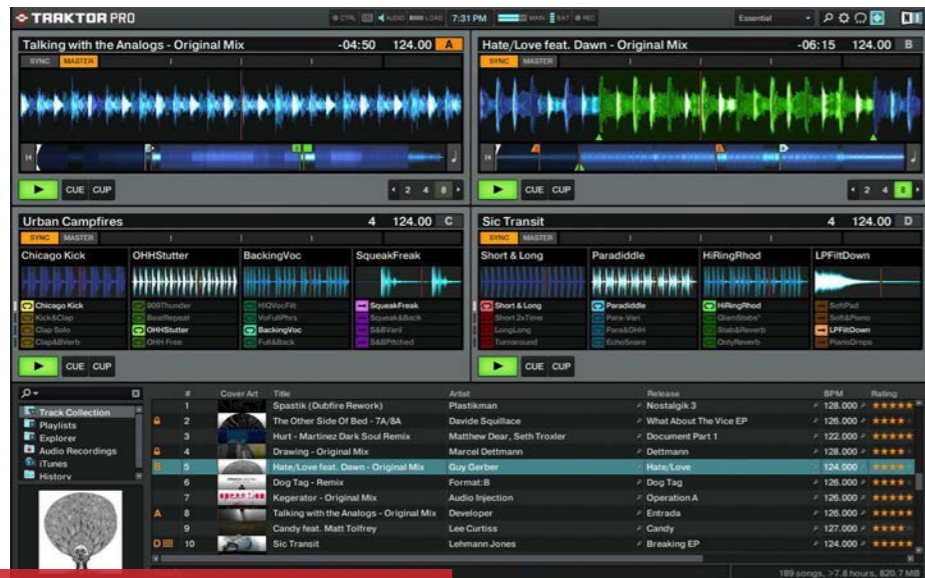 TRAKTOR PRO CTRL AUDIO LOAD 7:31 PM MAIN BAT REC Essential
Talking with the Analogs - Original Mix -04:50 124.00 A
SYNC MASTER
CUE CUP 2 4 8
Hate/Love feat. Dawn - Original Mix -06:15 124.00 B
SYNC MASTER
CUE CUP 2 4 8
Urban Campfires 4 124.00 C
SYNC MASTER
Chicago Kick OHHStutter BackingVoc SqueakFreak
Chicago Kick 909Thunder HiQVocFilt SqueakFreak
Kick&Clap BeatRepeat VoFullPhrs Squeak&Back
Clap Solo OHHStutter BackingVoc S&BVeril
Clap&BVerb OHH Free Full&Back S&BPitched
CUE CUP
Sic Transit 4 124.00 D
SYNC MASTER
Short & Long Paradiddle HiRingRhod LPFiltDown
Short & Long Paradiddle HiRingRhod SoftPad
Short 2xTime Para-Vari GlamStabs" Soft&Piano
LongLong Para&OHH Stab&Reverb LPFiltDown
Turnaround EchoSnare OnlyReverb PianoDrops
CUE CUP
Track Collection
Playlists
Explorer
Audio Recordings
iTunes
History
# Cover Art Title Artist Release BPM Rating
1 Spastik (Dubfire Rework) Plastikman Nostalgik 3 128.000
2 The Other Side Of Bed - 7A/8A Davide Squillace What About The Vice EP 126.000
3 Hurt - Martinez Dark Soul Remix Matthew Dear, Seth Troxler Document Part 1 122.000
4 Drawing - Original Mix Marcel Dettmann Dettmann 128.000
B 5 Hate/Love feat. Dawn - Original Mix Guy Gerber Hate/Love 124.000
6 Dog Tag - Remix Format:B Dog Tag 126.000
7 Kegerator - Original Mix Audio Injection Operation A 126.000
A 8 Talking with the Analogs - Original Mix Developer Entrada 126.000
9 Candy feat. Matt Tolfrey Lee Curtiss Candy 127.000
D 10 Sic Transit Lehmann Jones Breaking EP 124.000
189 songs, >7.8 hours, 820.7 MB